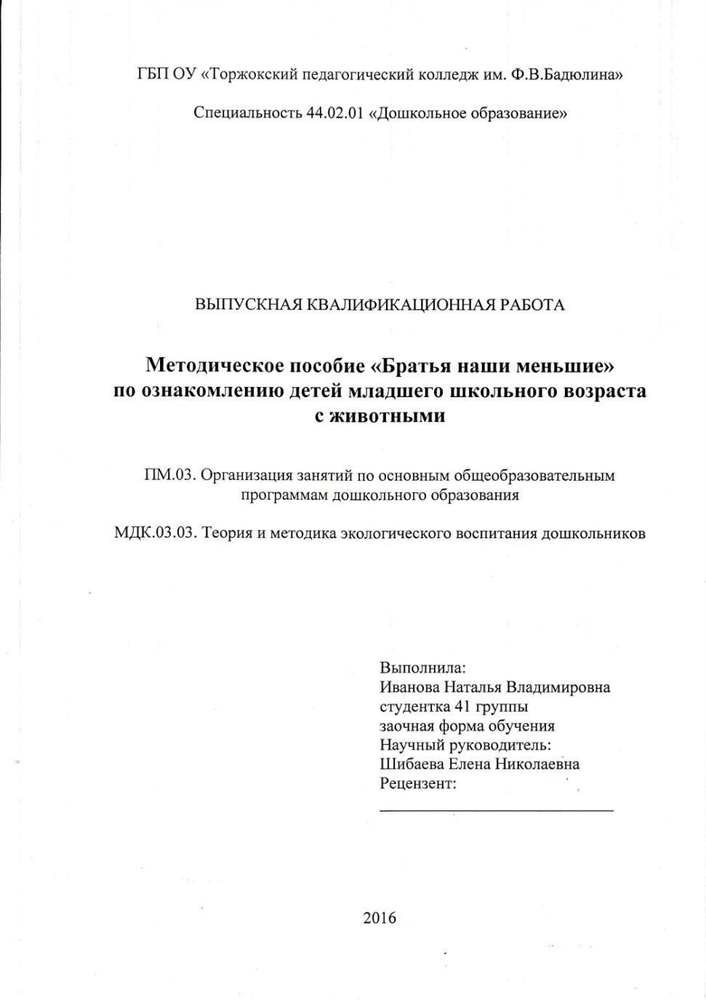 ГБП ОУ «Торжокский педагогический колледж им. Ф.В.Бадюлина»
Специальность 44.02.01 «Дошкольное образование»
ВЫПУСКНАЯ КВАЛИФИКАЦИОННАЯ РАБОТА
Методическое пособие «Братья наши меньшие»
по ознакомлению детей младшего школьного возраста
с животными
ПМ.03. Организация занятий по основным общеобразовательным
программам дошкольного образования
МДК.03.03. Теория и методика экологического воспитания дошкольников
Выполнила:
Иванова Наталья Владимировна
студентка 41 группы
заочная форма обучения
Научный руководитель:
Шибаева Елена Николаевна
Рецензент:
2016